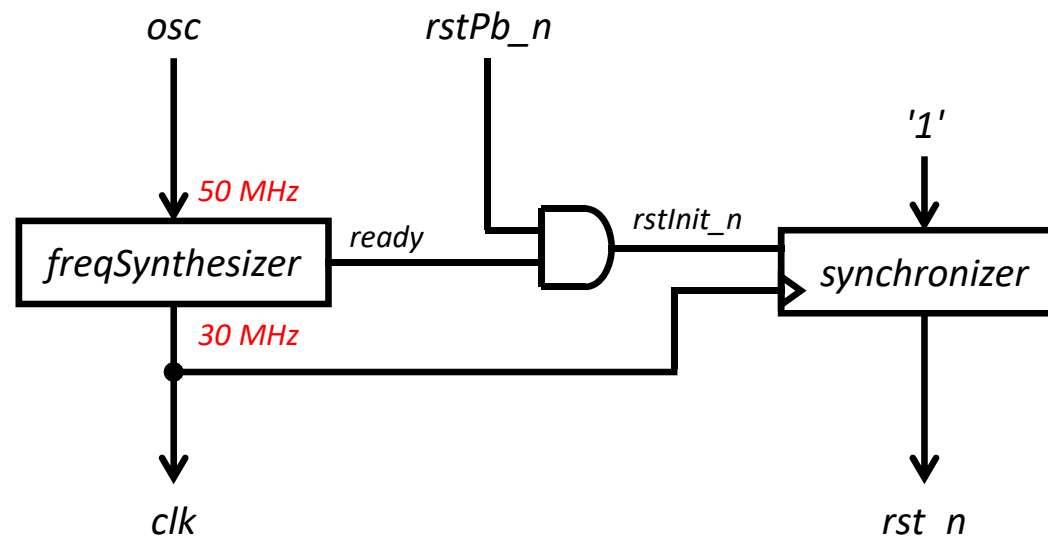 osc
rstPb_n
'1'
50 MHz
freqSynthesizer
ready
rstInit_n
synchronizer
30 MHz
clk
rst_n